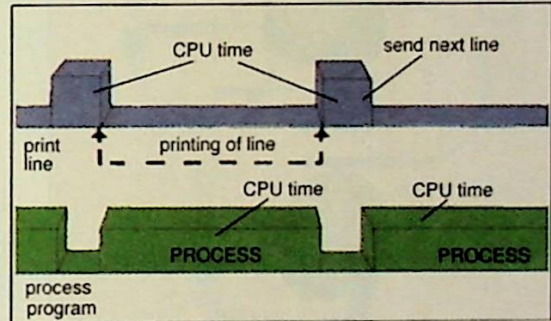 CPU time
send next line
print
line
printing of line
CPU time
CPU time
PROCESS
PROCESS
process
program